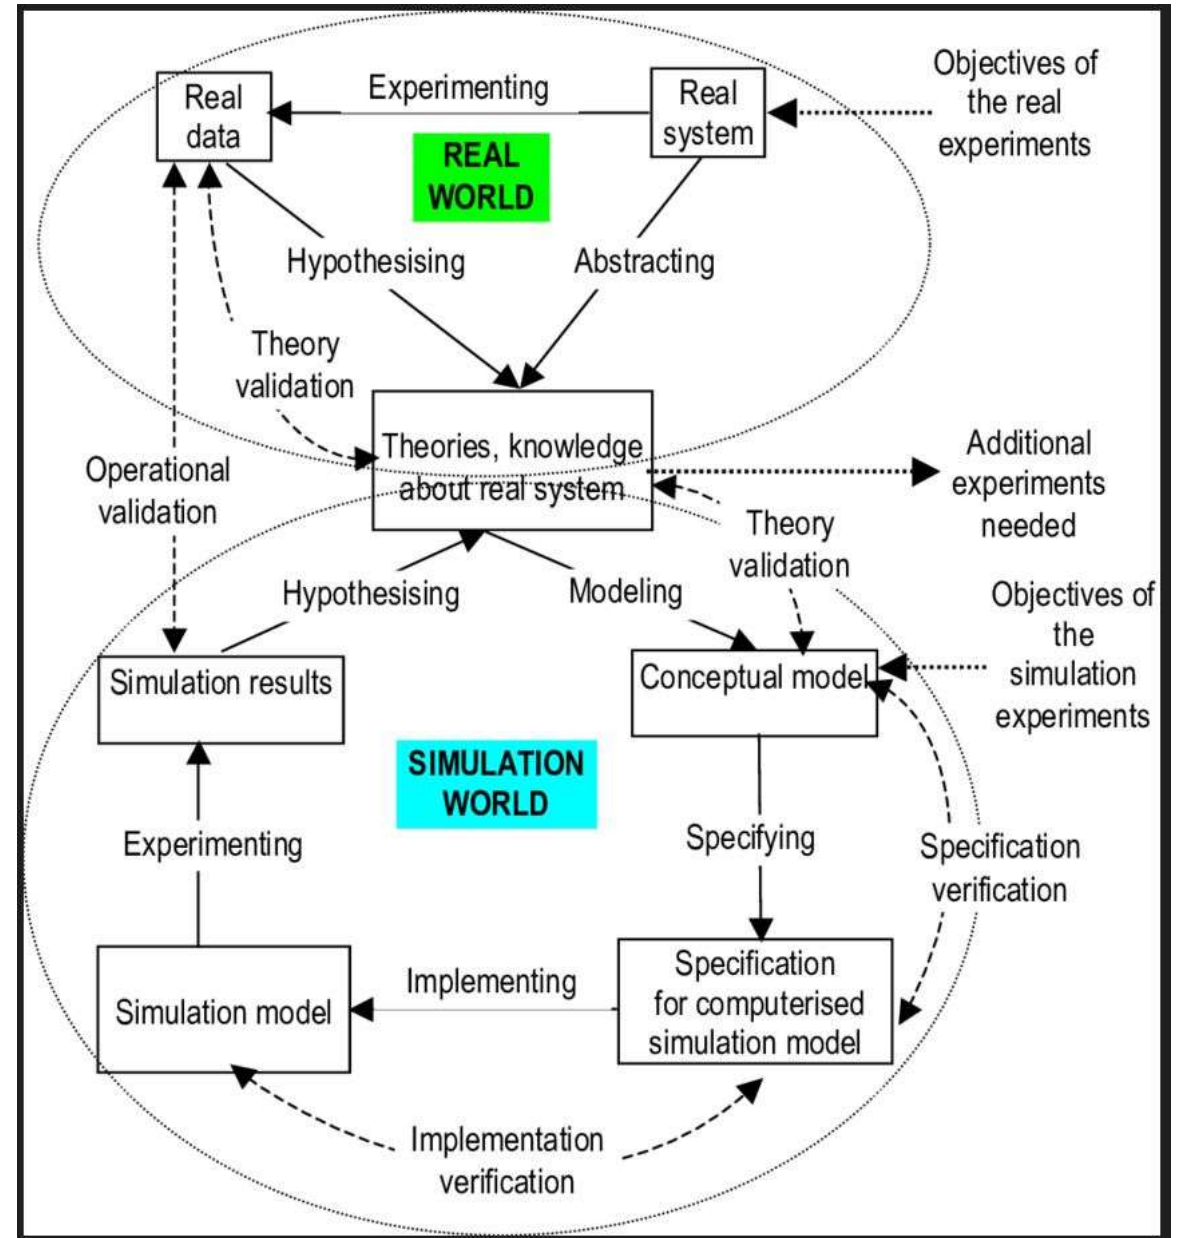 Objectives of
the real
experiments
Real
data
Experimenting
Real
system
REAL
WORLD
Hypothesising
Abstracting
Theory
validation
Operational
validation
Theories, knowledge
about real system
Additional
experiments
needed
Theory
validation
Hypothesising
Modeling
Objectives of
the
simulation
experiments
Simulation results
Conceptual model
SIMULATION
WORLD
Experimenting
Specifying
Specification
verification
Simulation model
Implementing
Specification
for computerised
simulation model
Implementation
verification